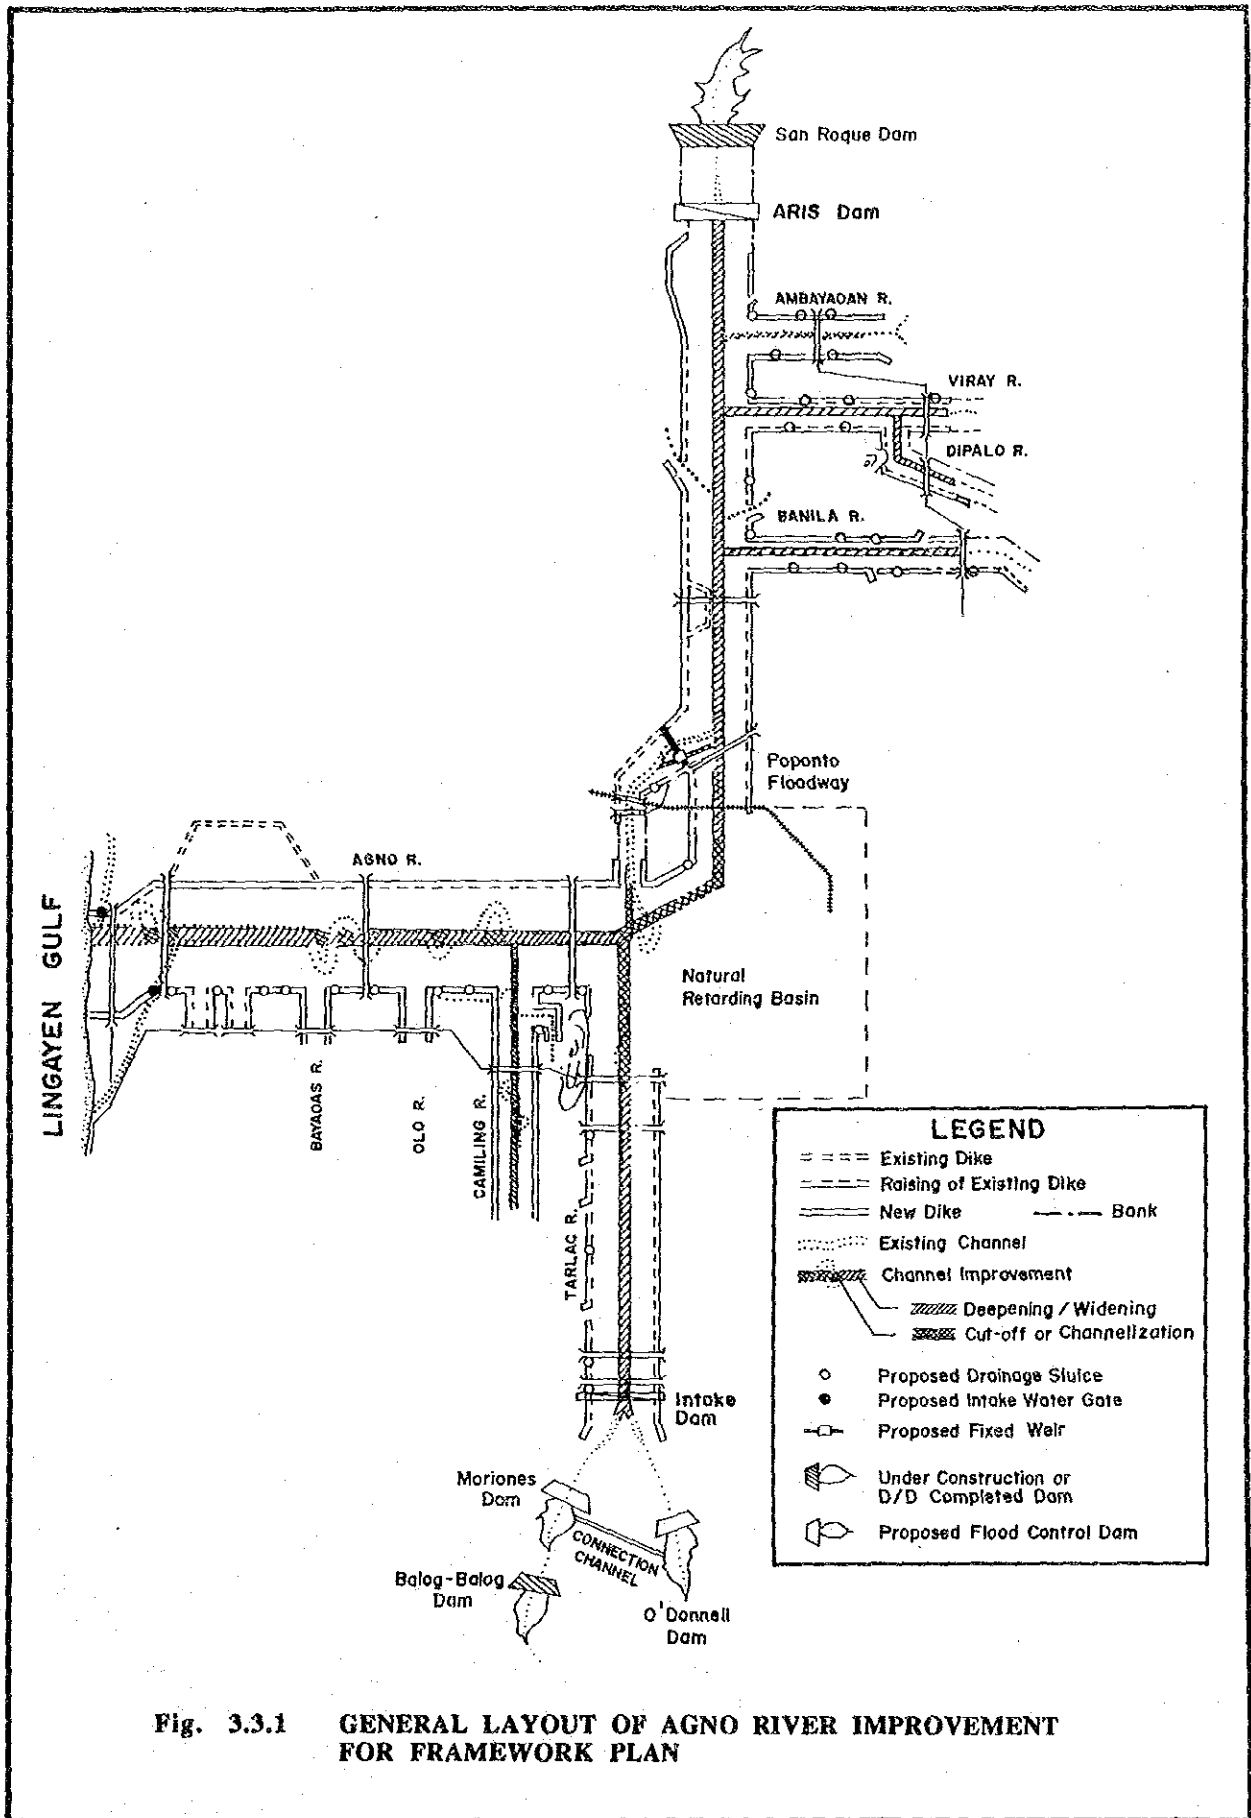 San Roque Dam
ARIS Dam
AMBAYAOAN R.
VIRAY R.
DIPALO R.
BANILA R.
Poponto
Floodway
AGNO R.
LINGAYEN GULF
Natural
Retarding Basin
BAYAOAS R.
OLO R.
CAMILING R.
TARLAC R.
Intake
Dam
Moriones
Dam
CONNECTION
CHANNEL
Balog-Balog
Dam
O'Donnell
Dam
LEGEND
Existing Dike
Raising of Existing Dike
New Dike
Bank
Existing Channel
Channel Improvement
Deepening / Widening
Cut-off or Channelization
Proposed Drainage Sluice
Proposed Intake Water Gate
Proposed Fixed Weir
Under Construction or
D/D Completed Dam
Proposed Flood Control Dam
Fig. 3.3.1 GENERAL LAYOUT OF AGNO RIVER IMPROVEMENT
FOR FRAMEWORK PLAN